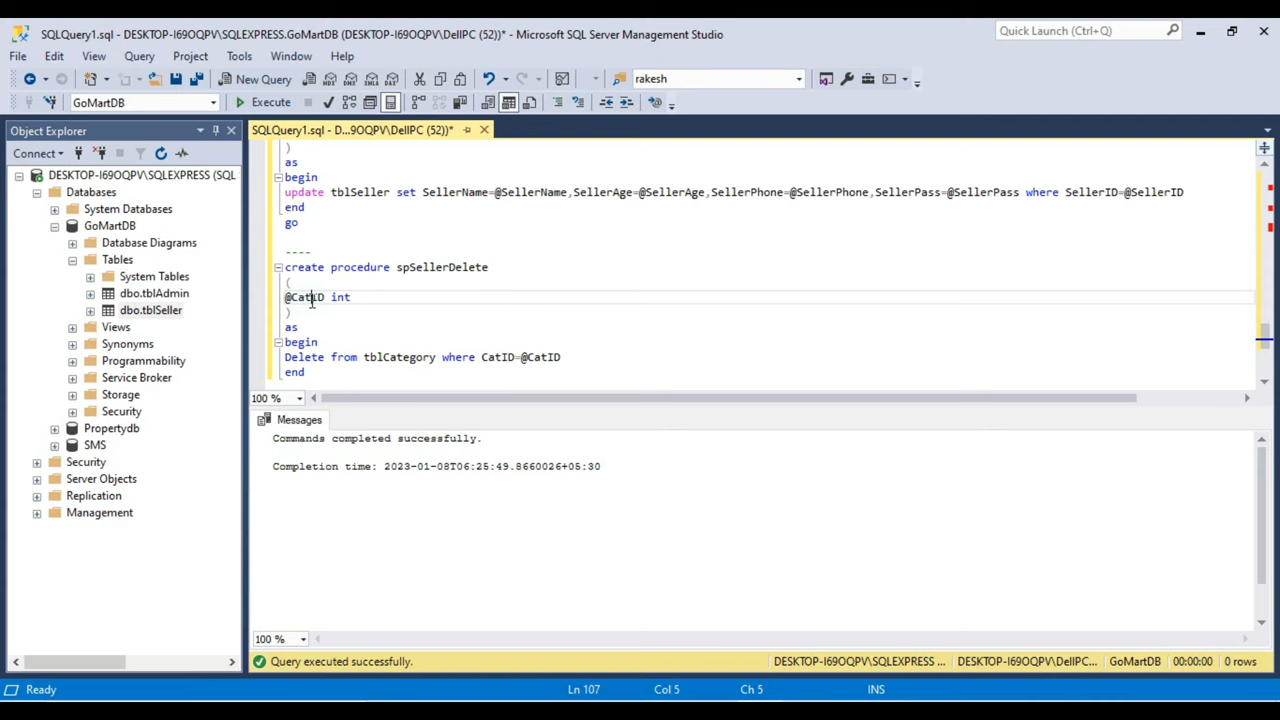 SQLQuery1.sql - DESKTOP-I69OQPV\SQLEXPRESS.GoMartDB (DESKTOP-I69OQPV\DellPC (52))* - Microsoft SQL Server Management Studio
Quick Launch (Ctrl+Q)
File Edit View Query Project Tools Window Help
New Query
MDX DMX XMLA DAX
rakesh
GoMartDB
Execute
Object Explorer
SQLQuery1.sql - D...9OQPV\DellPC (52))*
Connect
DESKTOP-I69OQPV\SQLEXPRESS (SQL
Databases
System Databases
GoMartDB
Database Diagrams
Tables
System Tables
dbo.tblAdmin
dbo.tblSeller
Views
Synonyms
Programmability
Service Broker
Storage
Security
Propertydb
SMS
Security
Server Objects
Replication
Management
)
as
begin
update tblSeller set SellerName=@SellerName,SellerAge=@SellerAge,SellerPhone=@SellerPhone,SellerPass=@SellerPass where SellerID=@SellerID
end
go
----
create procedure spSellerDelete
(
@CatID int
)
as
begin
Delete from tblCategory where CatID=@CatID
end
100 %
Messages
Commands completed successfully.
Completion time: 2023-01-08T06:25:49.8660026+05:30
100 %
Query executed successfully.
DESKTOP-I69OQPV\SQLEXPRESS ... DESKTOP-I69OQPV\DellPC... GoMartDB 00:00:00 0 rows
Ready
Ln 107 Col 5 Ch 5 INS